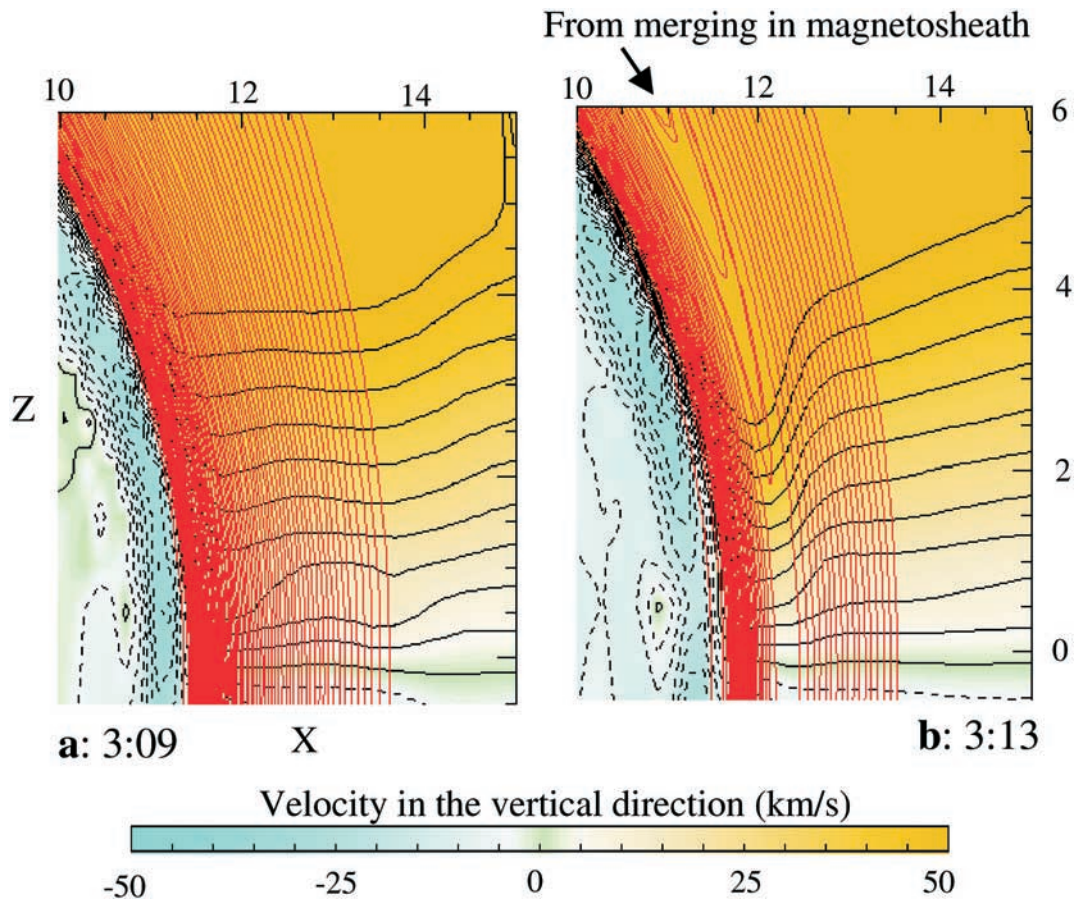 From merging in magnetosheath
10 12 14
10 12 14
6
4
Z
2
0
a: 3:09
X
b: 3:13
Velocity in the vertical direction (km/s)
-50 -25 0 25 50